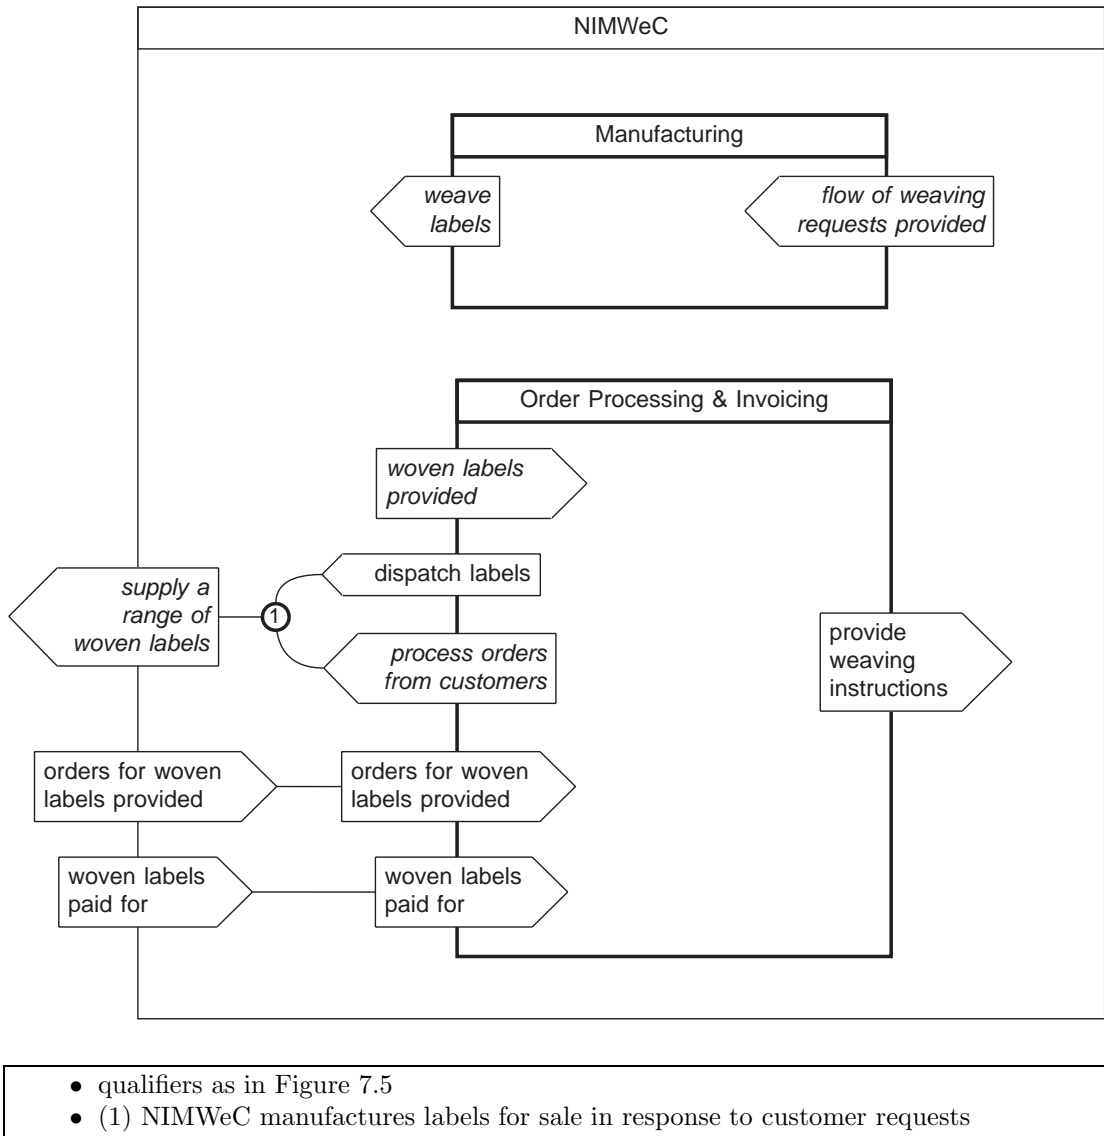 NIMWeC
Manufacturing
weave
labels
flow of weaving
requests provided
Order Processing & Invoicing
woven labels
provided
dispatch labels
supply a
range of
woven labels
1
process orders
from customers
provide
weaving
instructions
orders for woven
labels provided
orders for woven
labels provided
woven labels
paid for
woven labels
paid for
• qualifiers as in Figure 7.5
• (1) NIMWeC manufactures labels for sale in response to customer requests